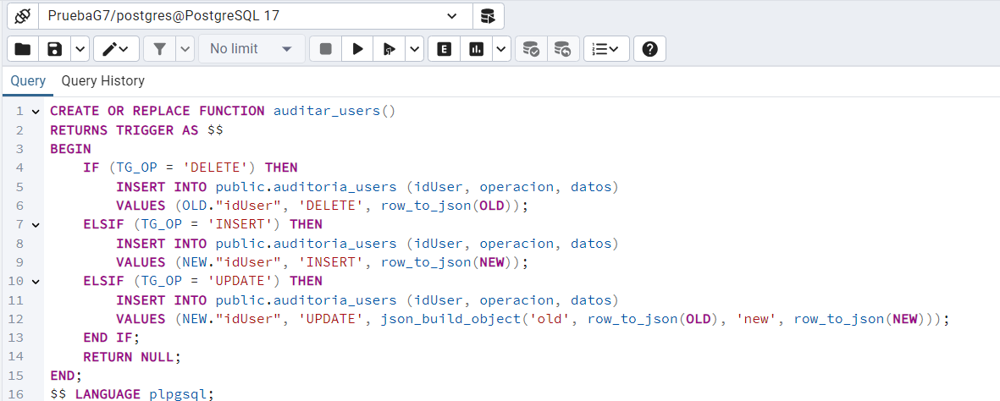 PruebaG7/postgres@PostgreSQL 17
No limit
E
Query Query History
1 CREATE OR REPLACE FUNCTION auditar_users()
2 RETURNS TRIGGER AS $$
3 BEGIN
4 IF (TG_OP = 'DELETE') THEN
5 INSERT INTO public.auditoria_users (idUser, operacion, datos)
6 VALUES (OLD."idUser", 'DELETE', row_to_json(OLD));
7 ELSIF (TG_OP = 'INSERT') THEN
8 INSERT INTO public.auditoria_users (idUser, operacion, datos)
9 VALUES (NEW."idUser", 'INSERT', row_to_json(NEW));
10 ELSIF (TG_OP = 'UPDATE') THEN
11 INSERT INTO public.auditoria_users (idUser, operacion, datos)
12 VALUES (NEW."idUser", 'UPDATE', json_build_object('old', row_to_json(OLD), 'new', row_to_json(NEW)));
13 END IF;
14 RETURN NULL;
15 END;
16 $$ LANGUAGE plpgsql;